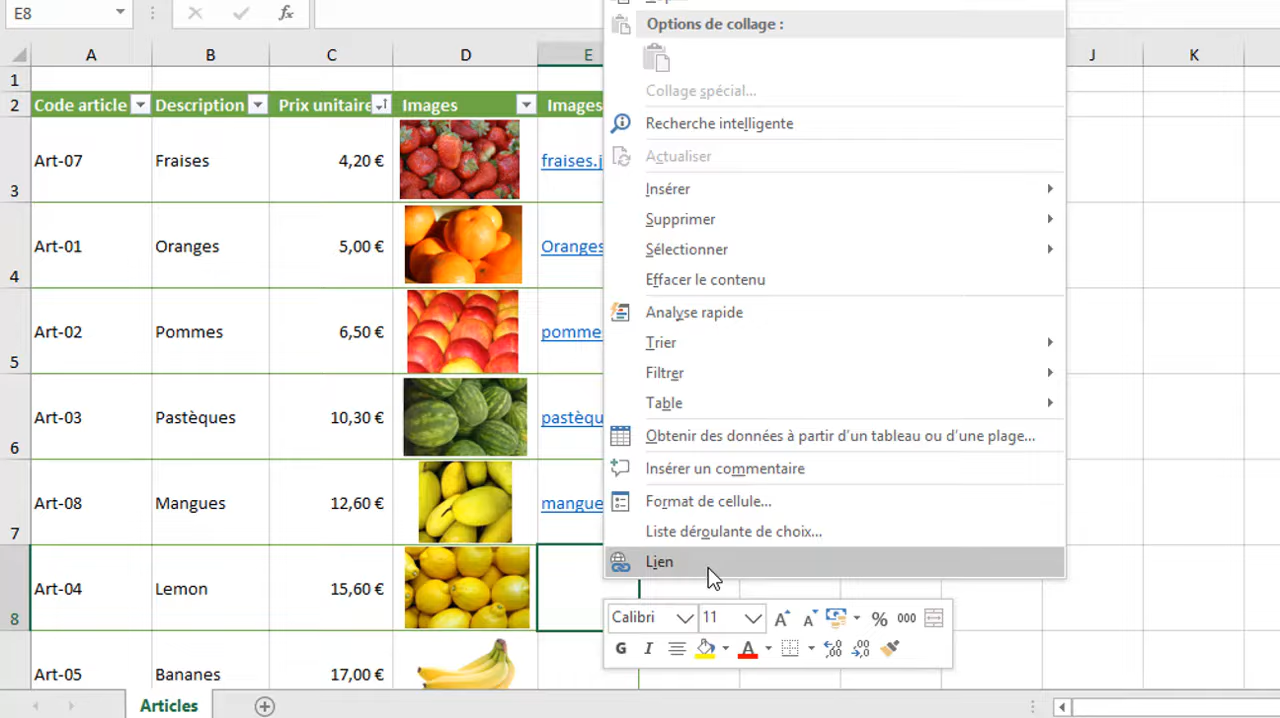 E8
fx
A B C D E J K
1
2 Code article Description Prix unitaire Images Images
3 Art-07 Fraises 4,20 € fraises.j
4 Art-01 Oranges 5,00 € Oranges
5 Art-02 Pommes 6,50 € pomme
6 Art-03 Pastèques 10,30 € pastèqu
7 Art-08 Mangues 12,60 € mangue
8 Art-04 Lemon 15,60 €
Art-05 Bananes 17,00 €
Options de collage :
Collage spécial...
Recherche intelligente
Actualiser
Insérer
Supprimer
Sélectionner
Effacer le contenu
Analyse rapide
Trier
Filtrer
Table
Obtenir des données à partir d'un tableau ou d'une plage...
Insérer un commentaire
Format de cellule...
Liste déroulante de choix...
Lien
Calibri 11 A A % 000
G I A ,00 ,00
Articles